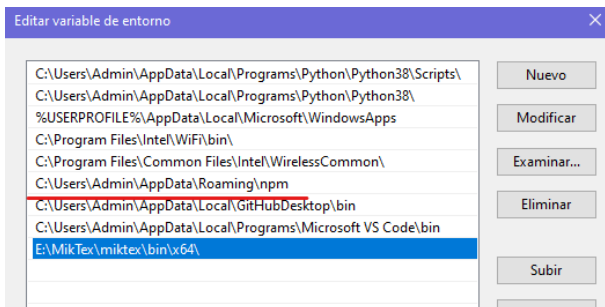 Editar variable de entorno
C:\Users\Admin\AppData\Local\Programs\Python\Python38\Scripts\
Nuevo
C:\Users\Admin\AppData\Local\Programs\Python\Python38\
%USERPROFILE%\AppData\Local\Microsoft\WindowsApps
Modificar
C:\Program Files\Intel\WiFi\bin\
C:\Program Files\Common Files\Intel\WirelessCommon\
Examinar...
C:\Users\Admin\AppData\Roaming\npm
C:\Users\Admin\AppData\Local\GitHubDesktop\bin
Eliminar
C:\Users\Admin\AppData\Local\Programs\Microsoft VS Code\bin
E:\MikTex\miktex\bin\x64\
Subir